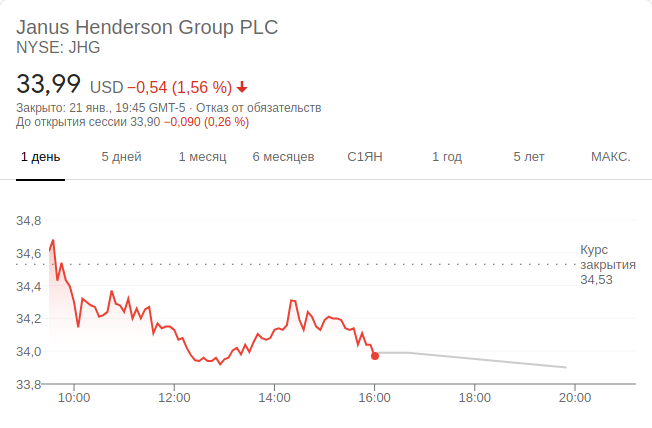 Janus Henderson Group PLC
NYSE: JHG
33,99 USD −0,54 (1,56 %)
Закрыто: 21 янв., 19:45 GMT-5 · Отказ от обязательств
До открытия сессии 33,90 −0,090 (0,26 %)
1 день 5 дней 1 месяц 6 месяцев С1ЯН 1 год 5 лет МАКС.
34,8
34,6
34,4
34,2
34,0
33,8
Курс
закрытия
34,53
10:00 12:00 14:00 16:00 18:00 20:00